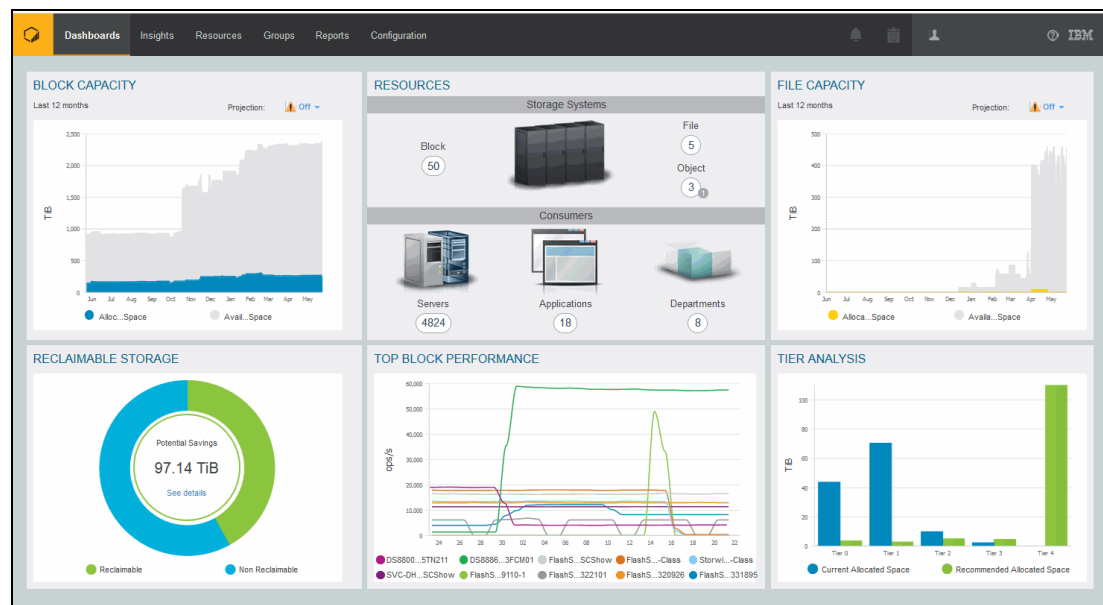 Dashboards Insights Resources Groups Reports Configuration IBM
BLOCK CAPACITY
Last 12 months Projection: Off
2,500
2,000
1,500
1,000
500
0
TiB
Jun Jul Aug Sep Oct Nov Dec Jan Feb Mar Apr May
Alloc...Space Avail...Space
RESOURCES
Storage Systems
Block
50
File
5
Object
3
Consumers
Servers Applications Departments
4824 18 8
FILE CAPACITY
Last 12 months Projection: Off
500
400
300
200
100
0
TiB
Jun Jul Aug Sep Oct Nov Dec Jan Feb Mar Apr May
Alloca...Space Availa...Space
RECLAIMABLE STORAGE
Potential Savings
97.14 TiB
See details
Reclaimable Non Reclaimable
TOP BLOCK PERFORMANCE
60,000
50,000
40,000
30,000
20,000
10,000
0
ops/s
24 26 28 30 02 04 06 08 10 12 14 16 18 20 22
DS8800...5TN211 DS8886...3FCM01 FlashS...SCShow FlashS...-Class Storwi...-Class
SVC-DH...SCShow FlashS...9110-1 FlashS...322101 FlashS...320926 FlashS...331895
TIER ANALYSIS
100
80
60
40
20
0
TiB
Tier 0 Tier 1 Tier 2 Tier 3 Tier 4
Current Allocated Space Recommended Allocated Space